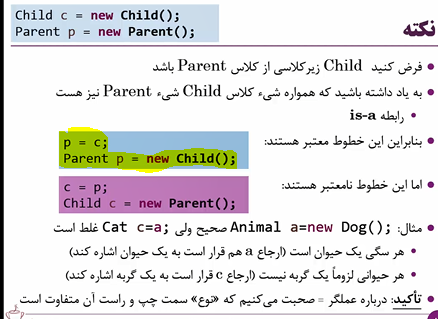 Child c = new Child();
Parent p = new Parent();
نکته
فرض کنید Child زیرکلاسی از کلاس Parent باشد
به یاد داشته باشید که همواره شیء کلاس Child شیء Parent نیز هست
رابطه is-a
بنابراین این خطوط معتبر هستند:
p = c;
Parent p = new Child();
اما این خطوط نامعتبر هستند:
c = p;
Child c = new Parent();
مثال: Animal a=new Dog(); صحیح ولی Cat c=a; غلط است
هر سگی یک حیوان است (ارجاع a هم قرار است به یک حیوان اشاره کند)
هر حیوانی لزوماً یک گربه نیست (ارجاع c قرار است به یک گربه اشاره کند)
تأکید: درباره عملگر = صحبت می‌کنیم که «نوع» سمت چپ و راست آن متفاوت است